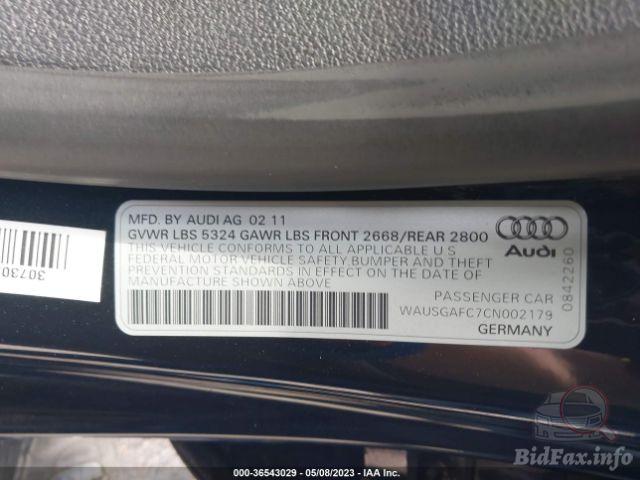 MFD. BY AUDI AG 02 11
GVWR LBS 5324 GAWR LBS FRONT 2668/REAR 2800
THIS VEHICLE CONFORMS TO ALL APPLICABLE U S
FEDERAL MOTOR VEHICLE SAFETY BUMPER AND THEFT
PREVENTION STANDARDS IN EFFECT ON THE DATE OF
MANUFACTURE SHOWN ABOVE
Audi
0842260
PASSENGER CAR
WAUSGAFC7CN002179
GERMANY
30730
000-36543029 - 05/08/2023 - IAA Inc.
BidFax.info